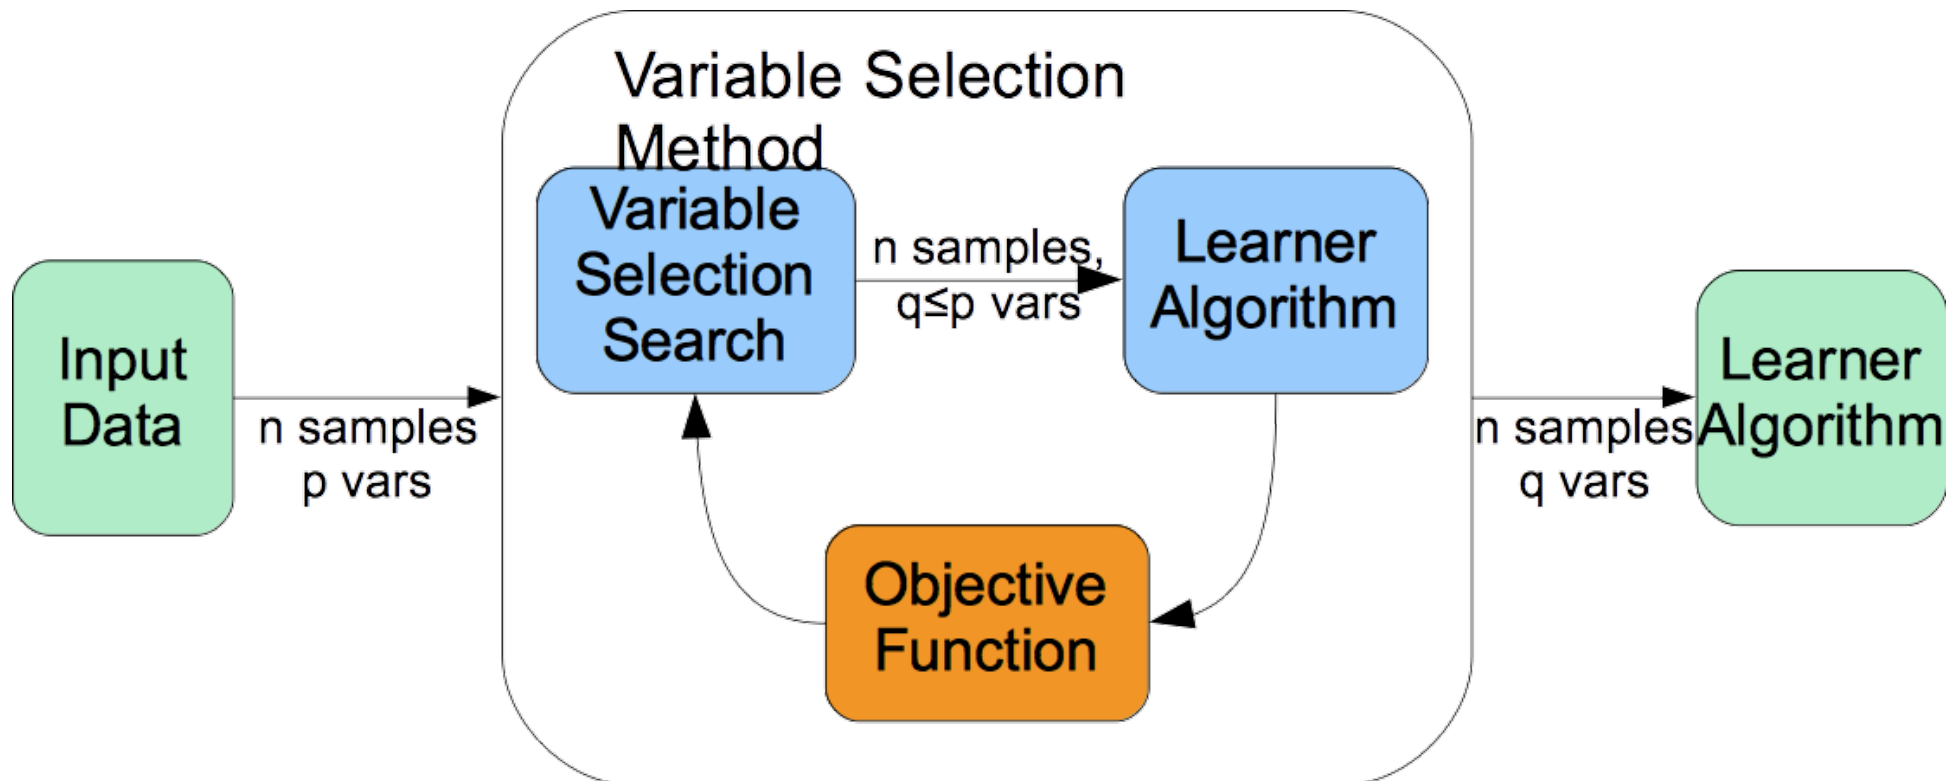 Variable Selection
Method
Variable
Selection
Search
n samples,
q≤p vars
Learner
Algorithm
Input
Data
n samples
p vars
Objective
Function
n samples
q vars
Learner
Algorithm